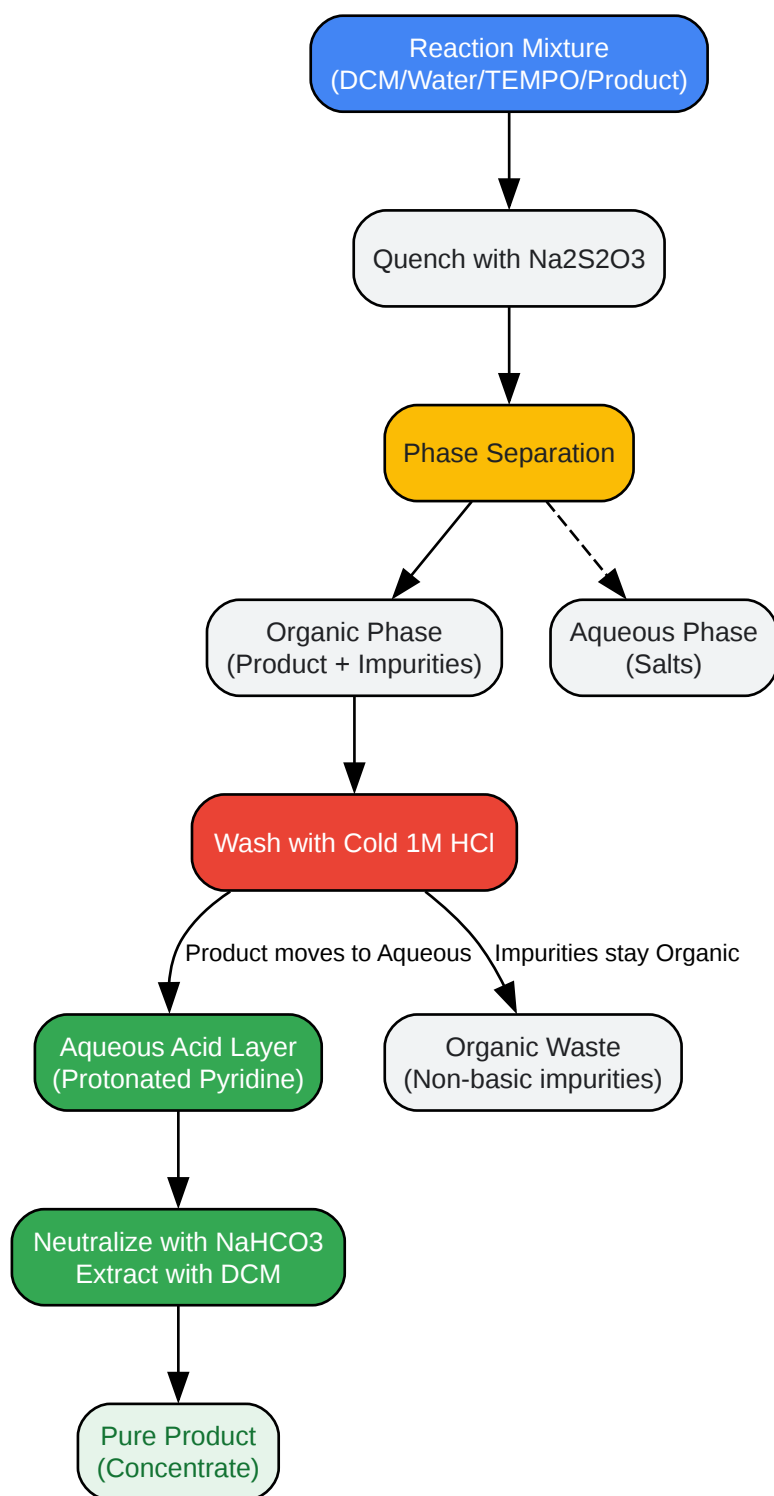 Reaction Mixture
(DCM/Water/TEMPO/Product)
Quench with Na2S2O3
Phase Separation
Organic Phase
(Product + Impurities)
Aqueous Phase
(Salts)
Wash with Cold 1M HCl
Product moves to Aqueous
Impurities stay Organic
Aqueous Acid Layer
(Protonated Pyridine)
Organic Waste
(Non-basic impurities)
Neutralize with NaHCO3
Extract with DCM
Pure Product
(Concentrate)